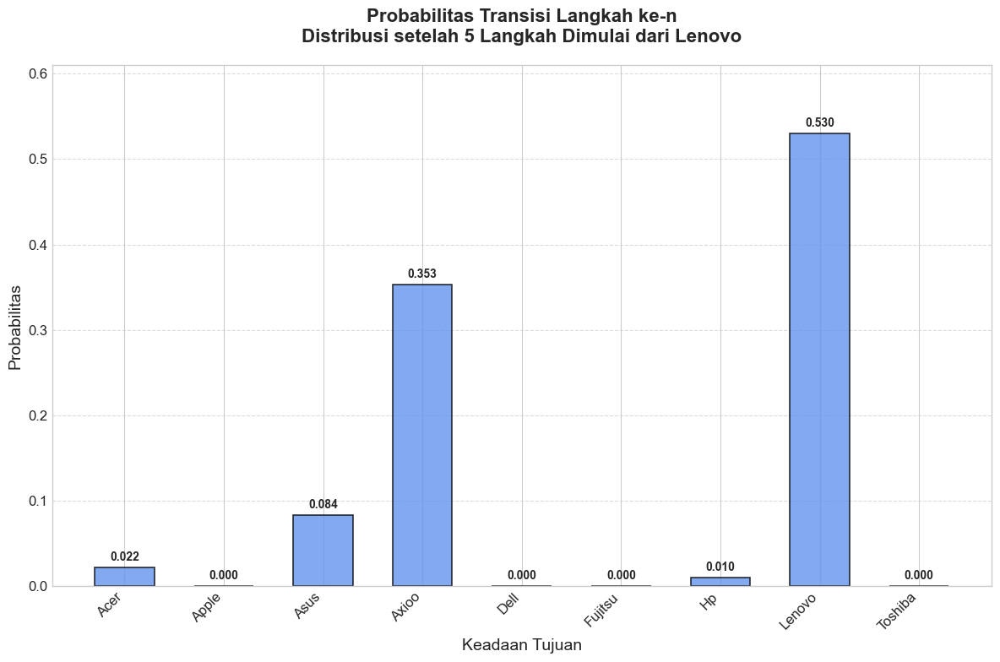 Probabilitas Transisi Langkah ke-n
Distribusi setelah 5 Langkah Dimulai dari Lenovo
Probabilitas
0.6
0.5
0.4
0.3
0.2
0.1
0.0
0.022
0.000
0.084
0.353
0.000
0.000
0.010
0.530
0.000
Acer
Apple
Asus
Axioo
Dell
Fujitsu
Hp
Lenovo
Toshiba
Keadaan Tujuan